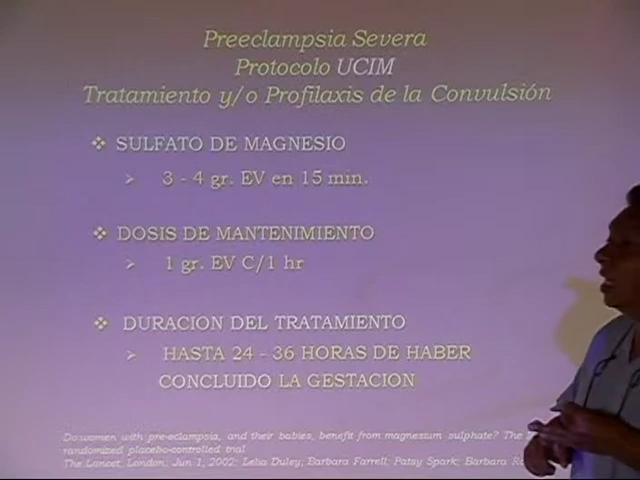 Preeclampsia Severa
Protocolo UCIM
Tratamiento y/o Profilaxis de la Convulsión
❖ SULFATO DE MAGNESIO
➢ 3 - 4 gr. EV en 15 min.
❖ DOSIS DE MANTENIMIENTO
➢ 1 gr. EV C/1 hr
❖ DURACION DEL TRATAMIENTO
➢ HASTA 24 - 36 HORAS DE HABER
CONCLUIDO LA GESTACION
Do women with pre-eclampsia, and their babies, benefit from magnesium sulphate? The
randomized placebo-controlled trial
The Lancet; London; Jun 1, 2002; Lelia Duley; Barbara Farrell; Patsy Spark; Barbara